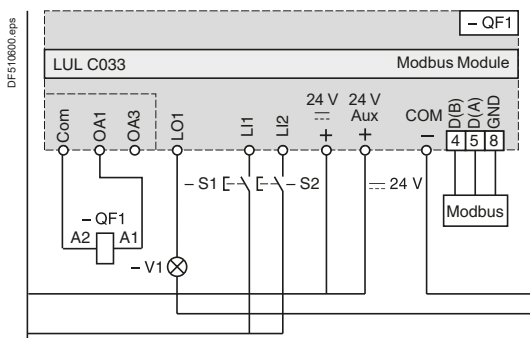 DF510600.eps
– QF1
LUL C033
Modbus Module
Com
OA1
OA3
LO1
LI1
LI2
24 V
+
24 V
Aux
+
COM
–
D(B)
D(A)
GND
4
5
8
– S1
– S2
24 V
Modbus
– QF1
A2
A1
– V1